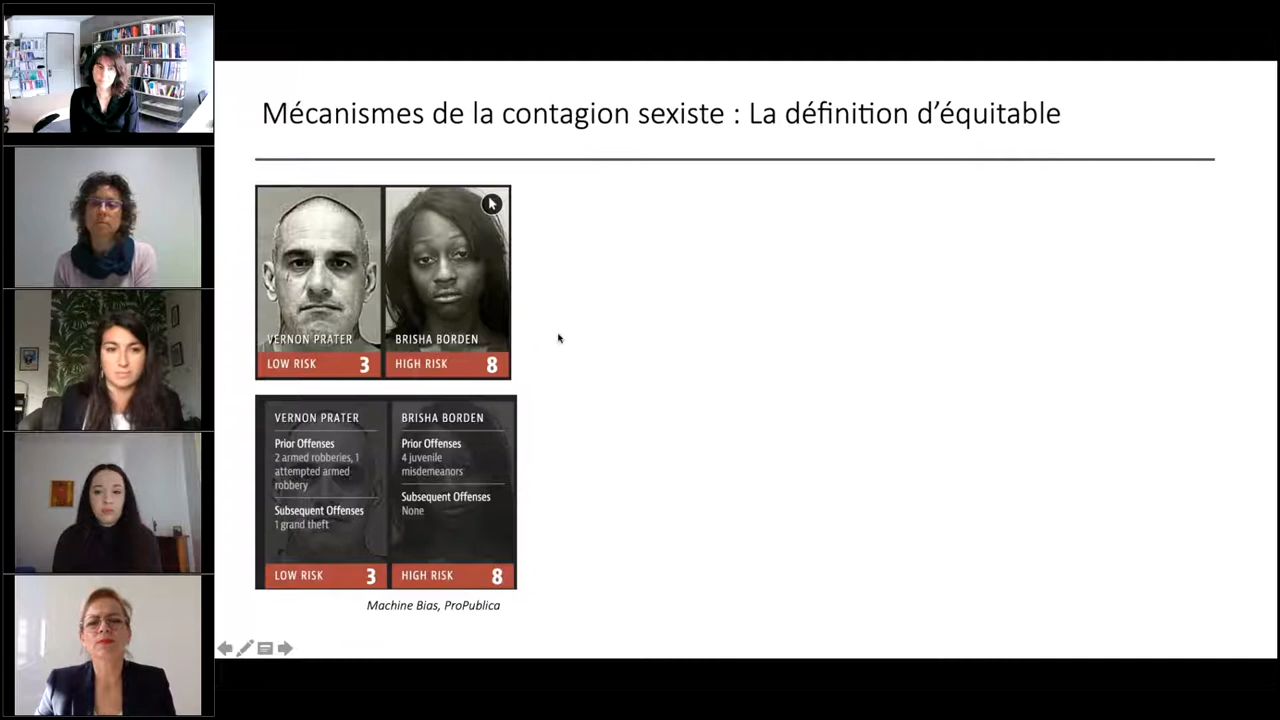 Mécanismes de la contagion sexiste : La définition d’équitable
VERNON PRATER
BRISHA BORDEN
LOW RISK 3
HIGH RISK 8
VERNON PRATER
Prior Offenses
2 armed robberies, 1
attempted armed
robbery
Subsequent Offenses
1 grand theft
LOW RISK 3
BRISHA BORDEN
Prior Offenses
4 juvenile
misdemeanors
Subsequent Offenses
None
HIGH RISK 8
Machine Bias, ProPublica